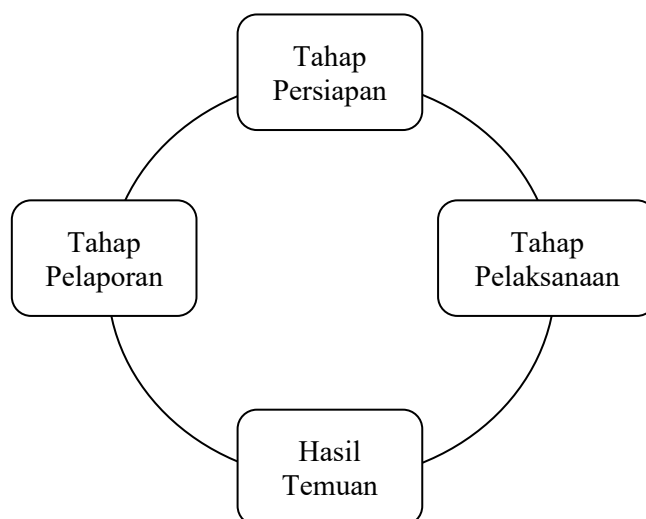 Tahap
Persiapan
Tahap
Pelaporan
Tahap
Pelaksanaan
Hasil
Temuan